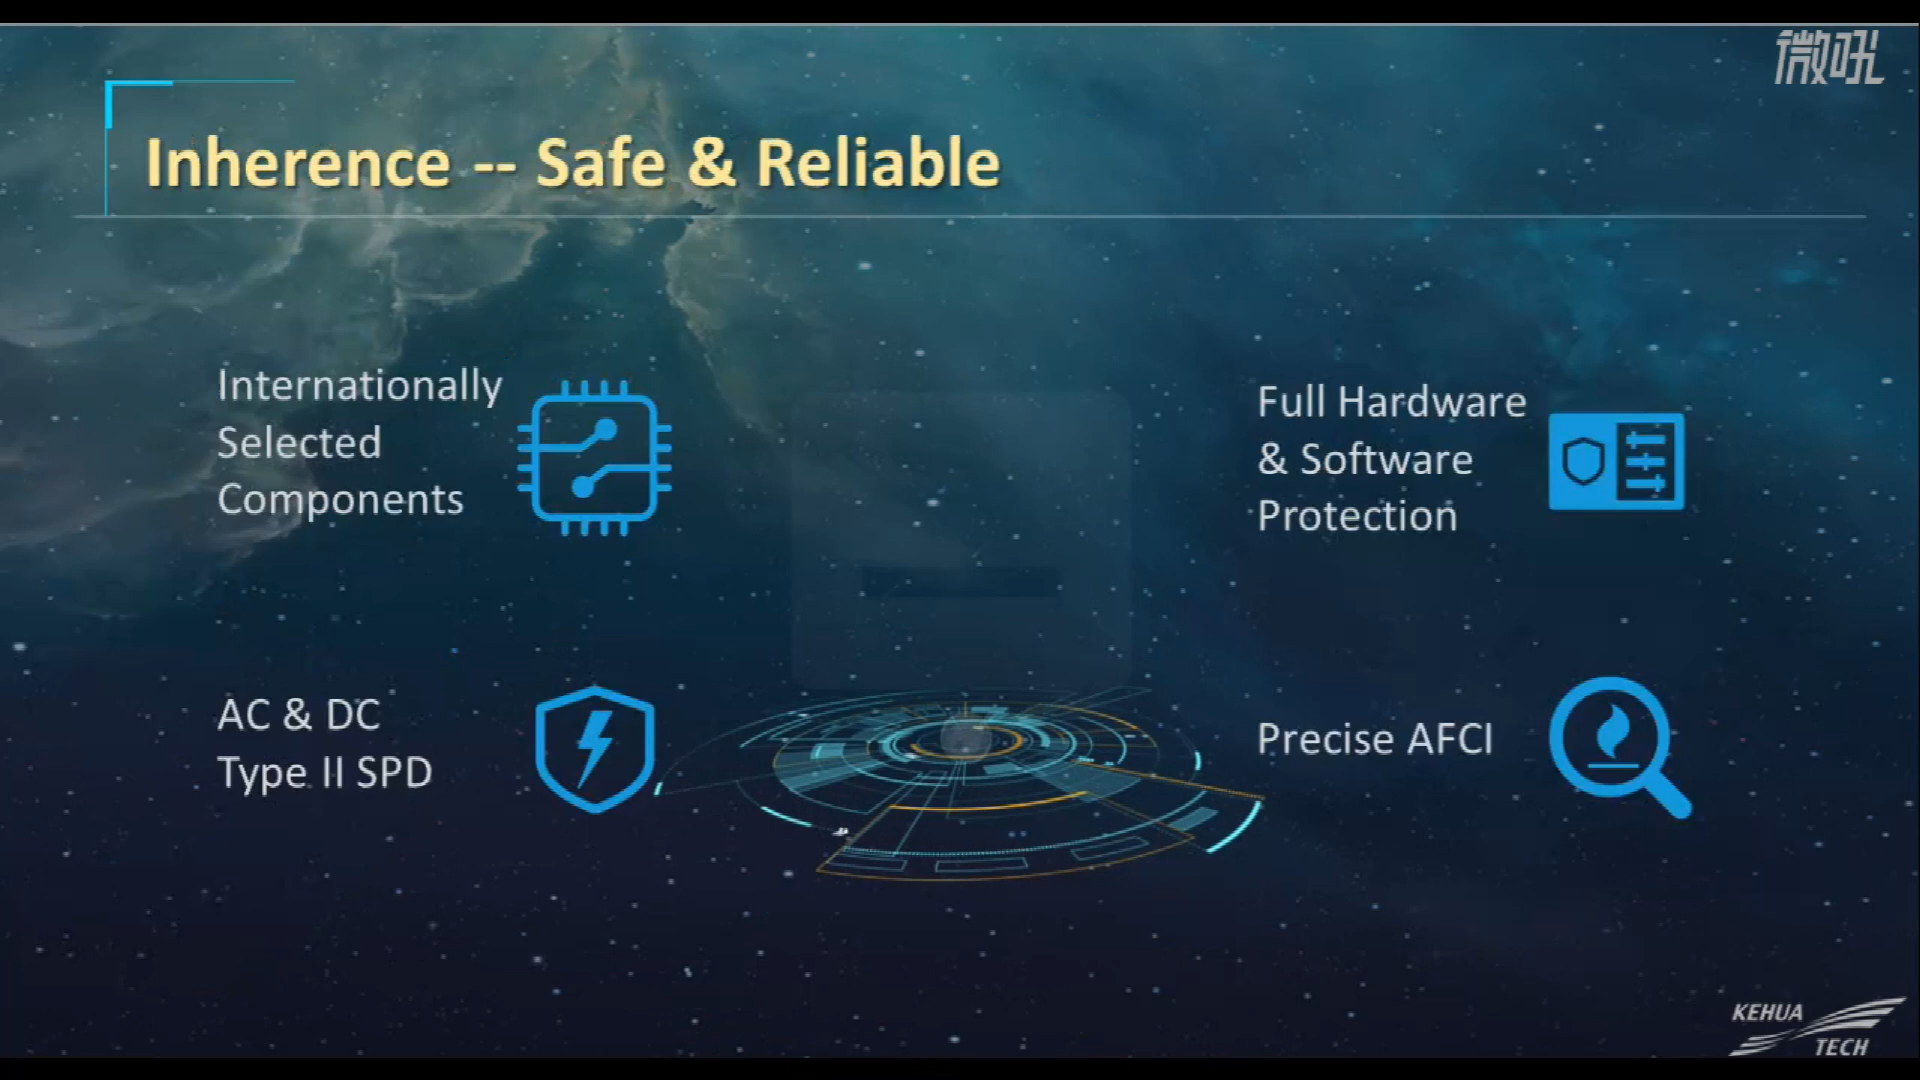 微吼
Inherence -- Safe & Reliable
Internationally
Selected
Components
Full Hardware
& Software
Protection
AC & DC
Type II SPD
Precise AFCI
KEHUA
TECH